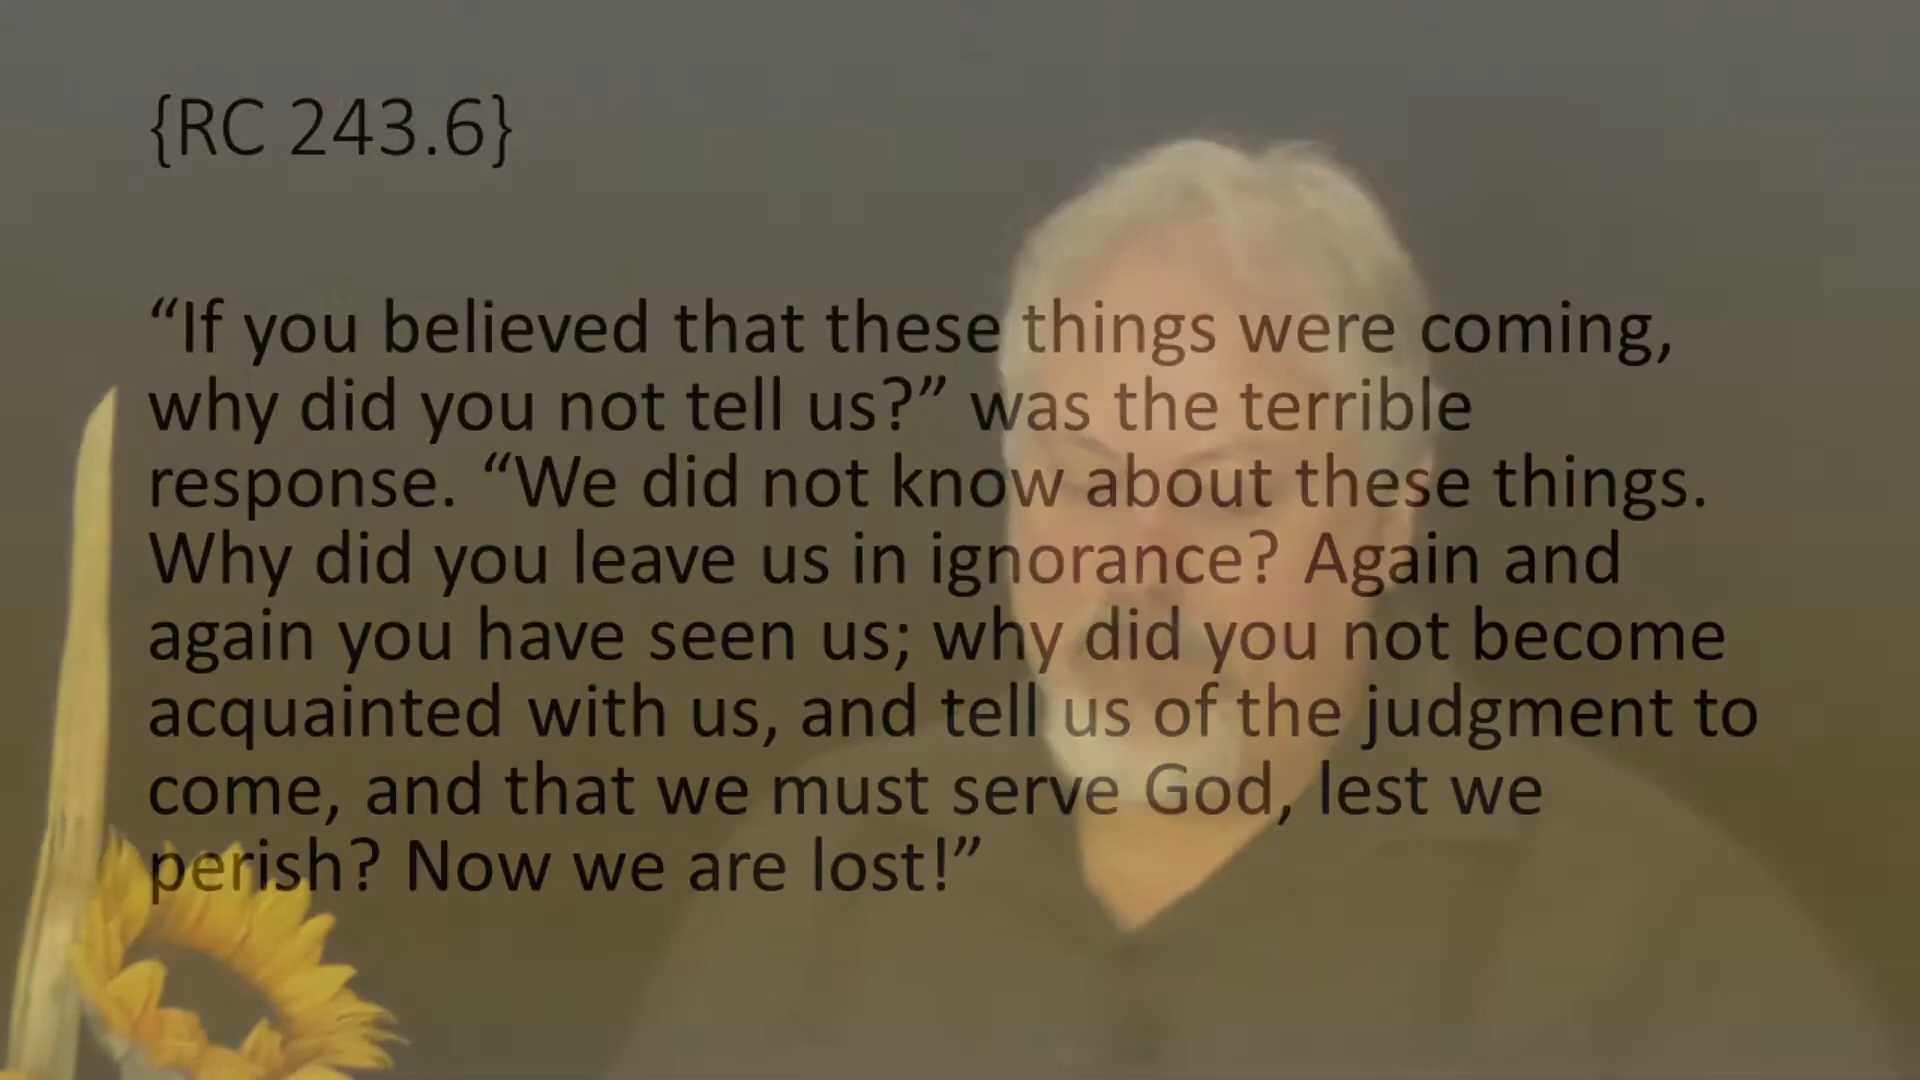 {RC 243.6}
“If you believed that these things were coming,
why did you not tell us?” was the terrible
response. “We did not know about these things.
Why did you leave us in ignorance? Again and
again you have seen us; why did you not become
acquainted with us, and tell us of the judgment to
come, and that we must serve God, lest we
perish? Now we are lost!”